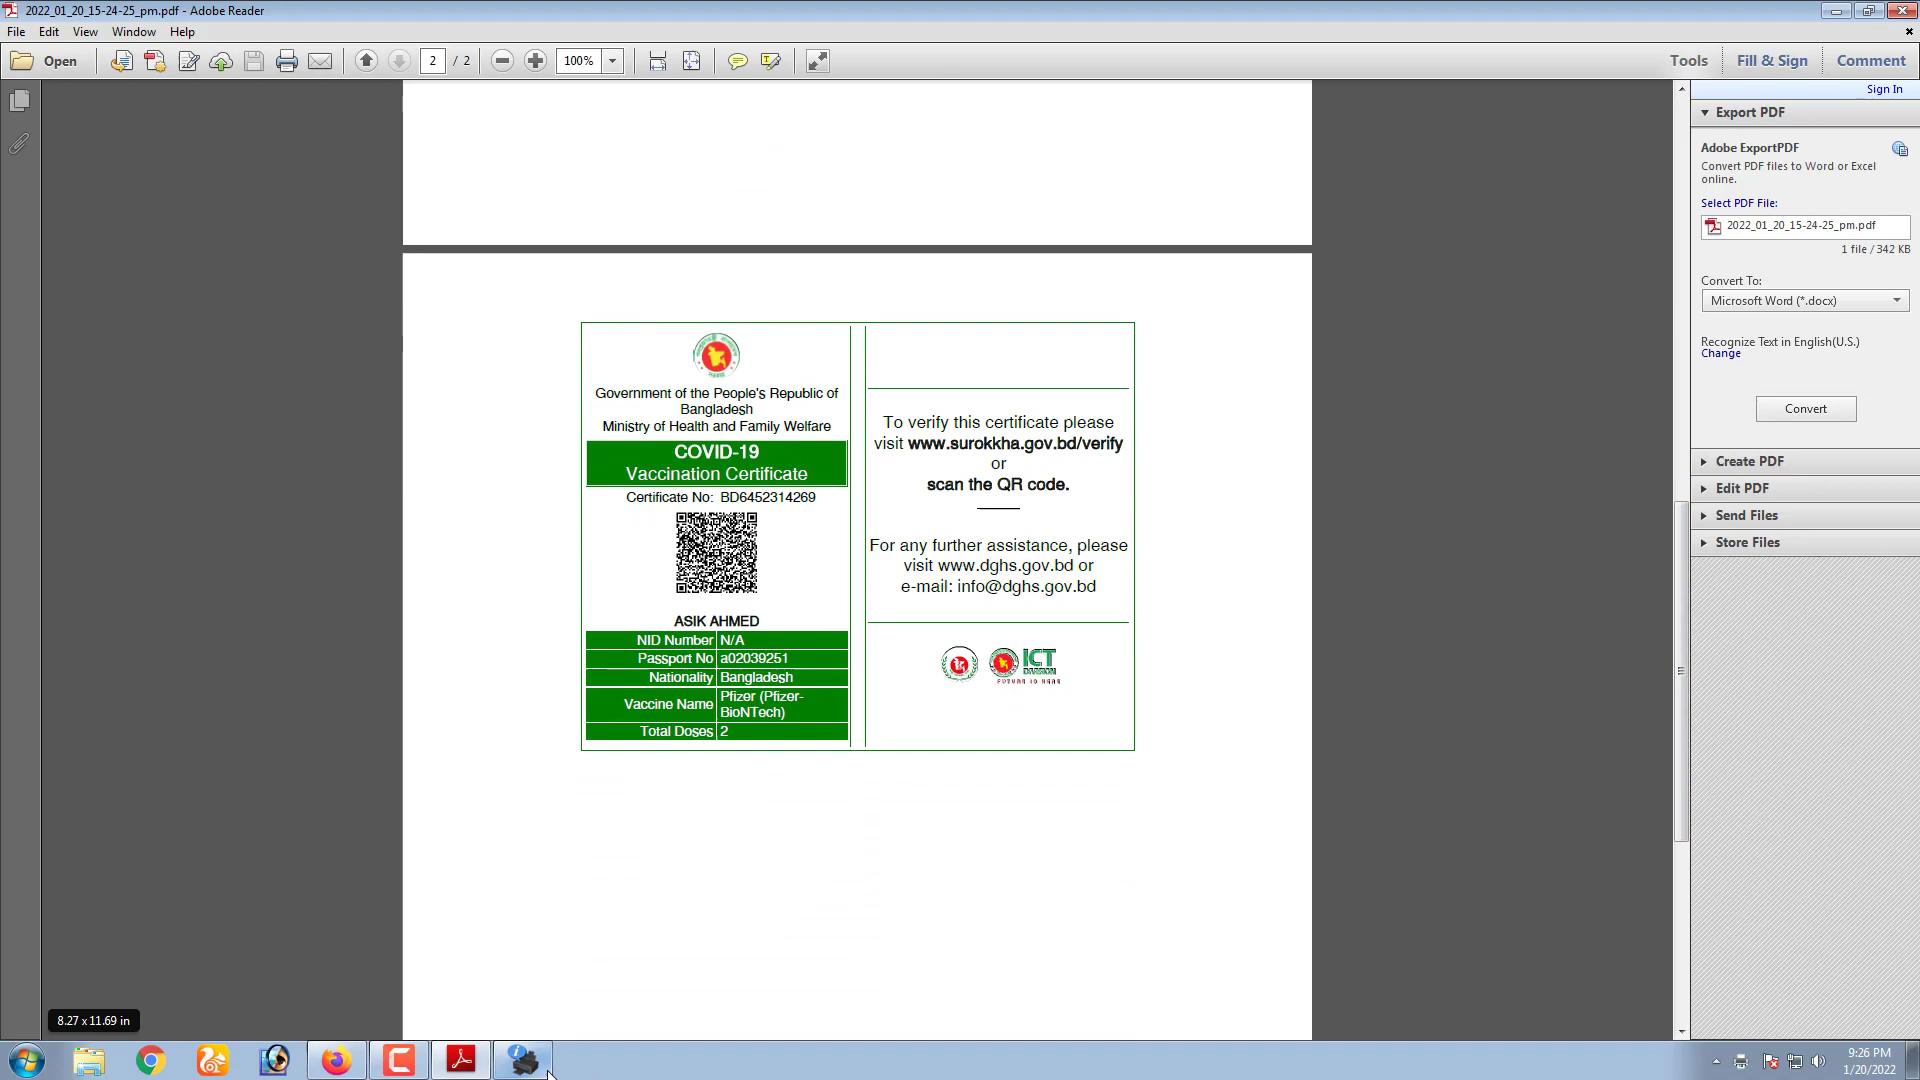 2022_01_20_15-24-25_pm.pdf - Adobe Reader
File Edit View Window Help
Open 2 / 2 100% Tools Fill & Sign Comment
Sign In
Export PDF
Adobe ExportPDF
Convert PDF files to Word or Excel
online.
Select PDF File:
2022_01_20_15-24-25_pm.pdf
1 file / 342 KB
Convert To:
Microsoft Word (*.docx)
Recognize Text in English(U.S.)
Change
Convert
Create PDF
Edit PDF
Send Files
Store Files
Government of the People's Republic of
Bangladesh
Ministry of Health and Family Welfare
COVID-19
Vaccination Certificate
Certificate No: BD6452314269
ASIK AHMED
NID Number N/A
Passport No a02039251
Nationality Bangladesh
Vaccine Name Pfizer (Pfizer-
BioNTech)
Total Doses 2
To verify this certificate please
visit www.surokkha.gov.bd/verify
or
scan the QR code.
For any further assistance, please
visit www.dghs.gov.bd or
e-mail: info@dghs.gov.bd
ICT
DIVISION
8.27 x 11.69 in
9:26 PM
1/20/2022